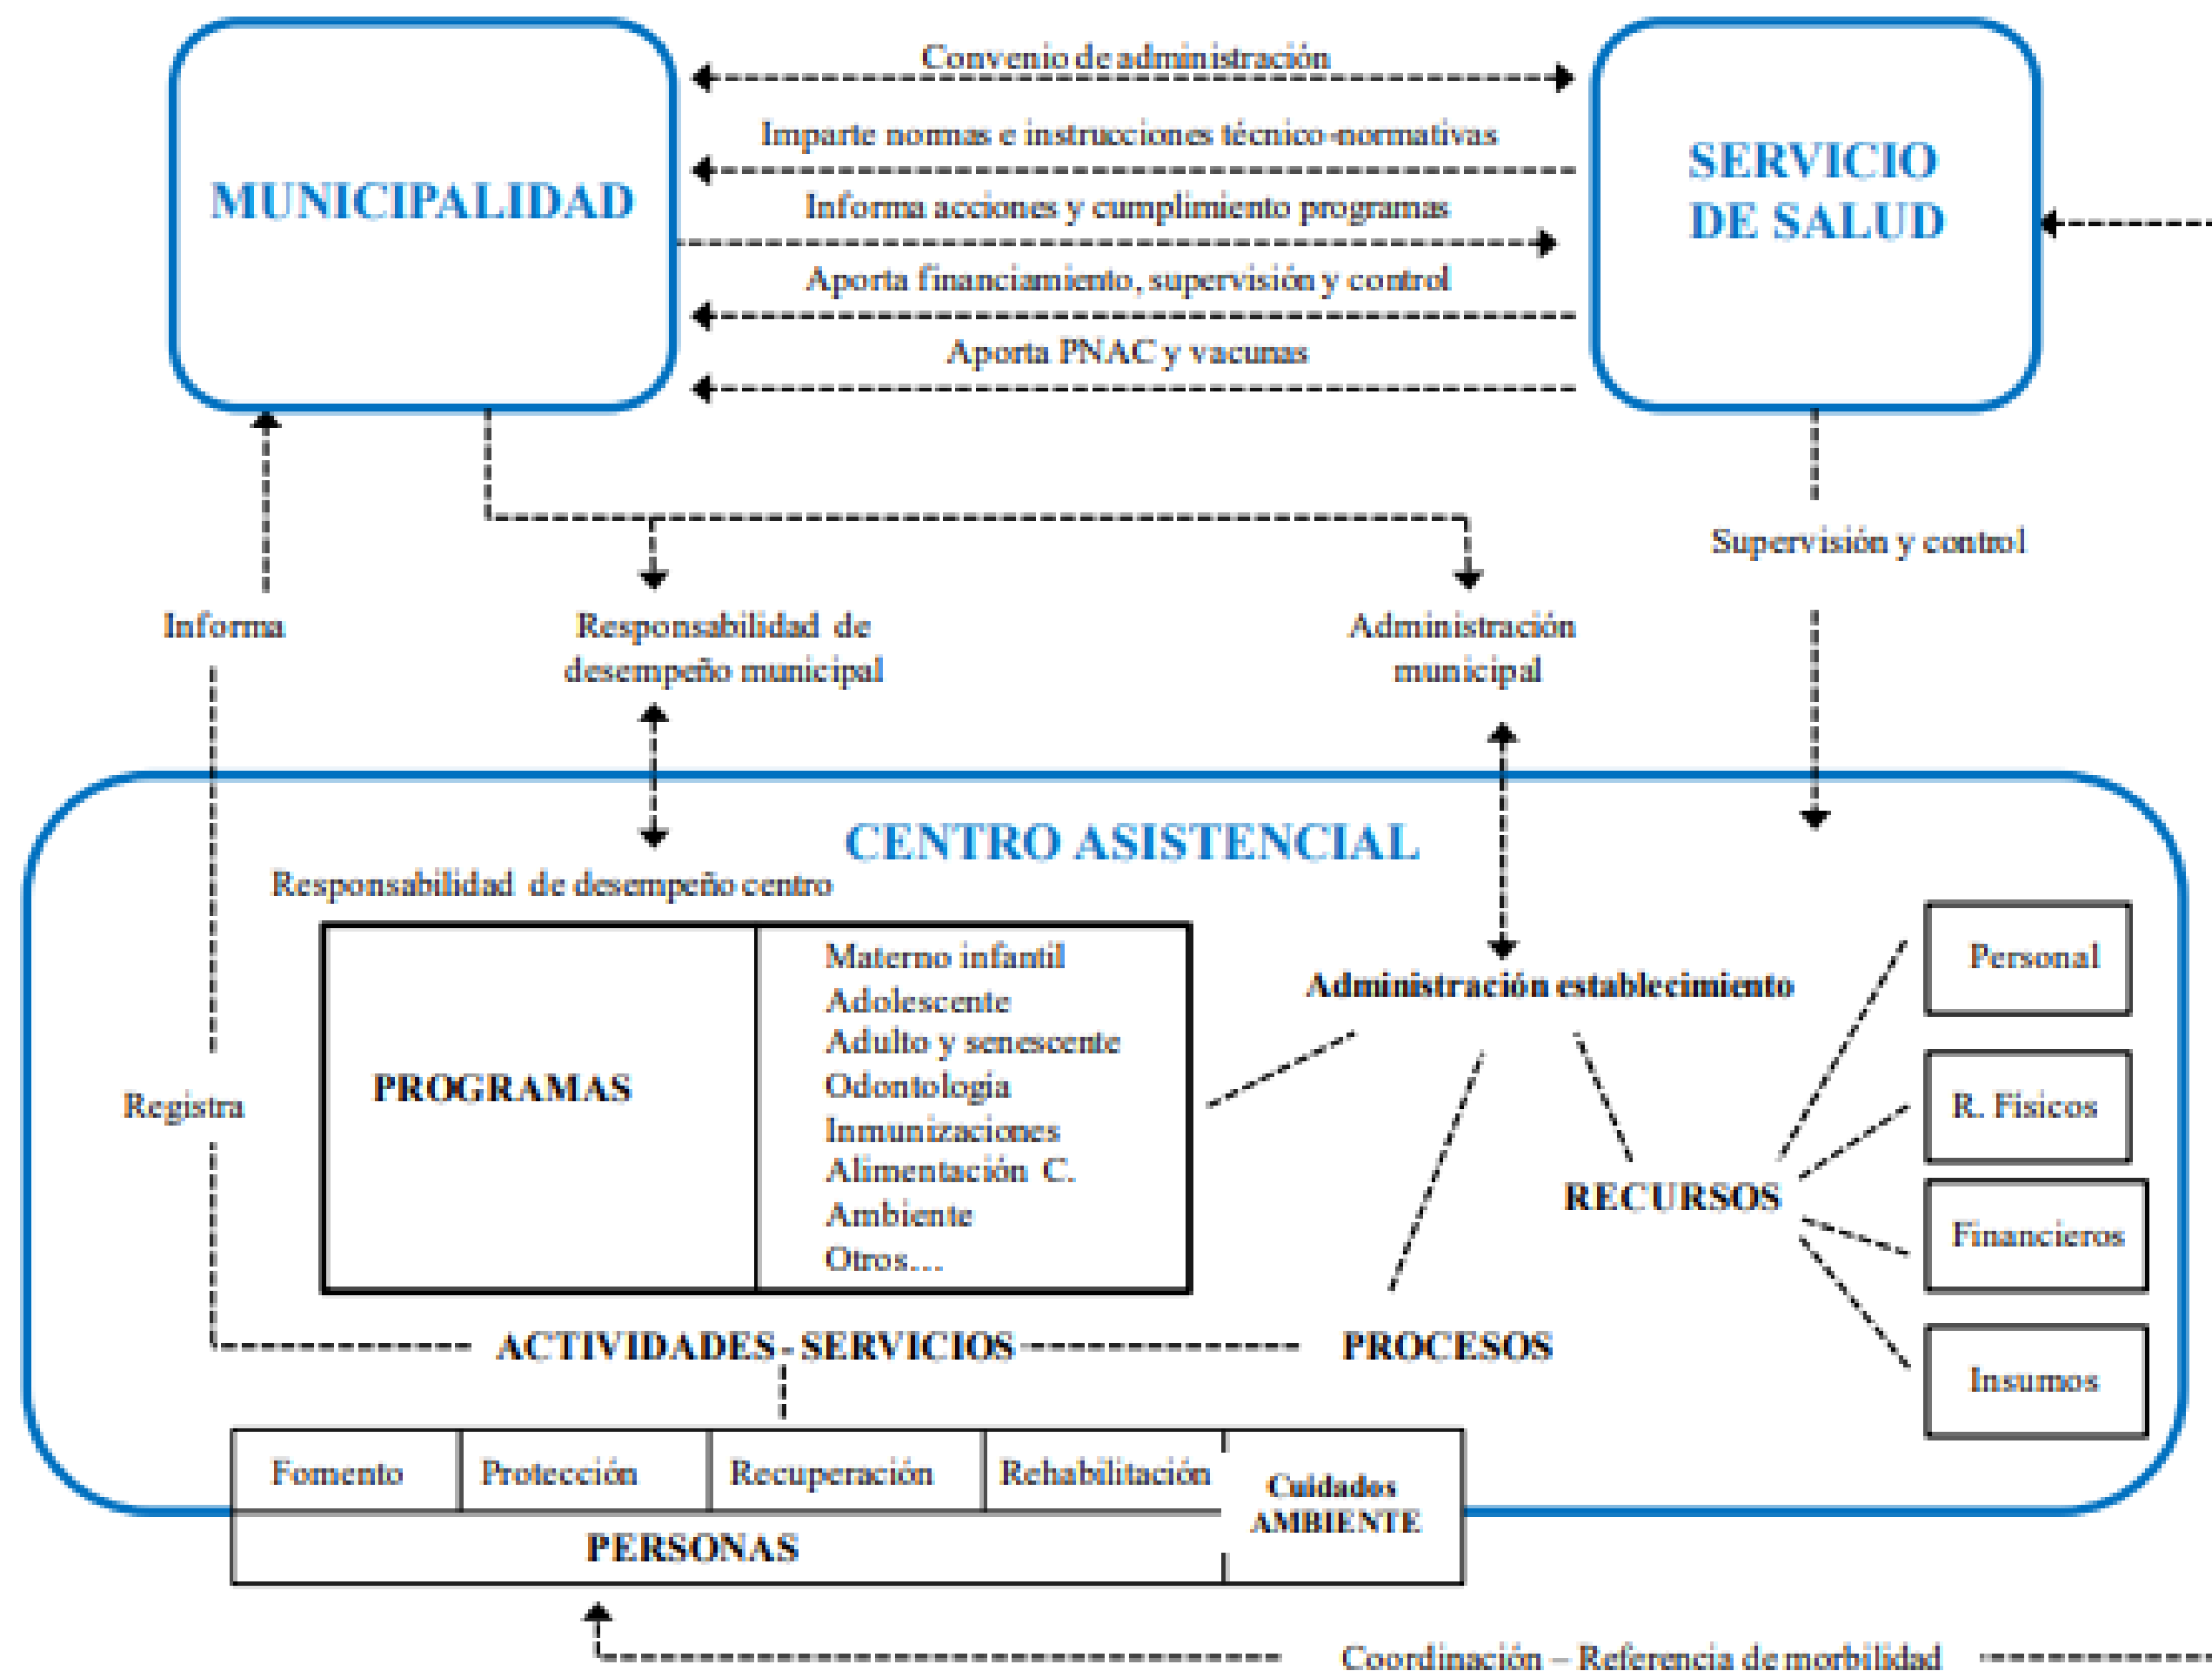 Convenio de administración
Imparte normas e instrucciones técnico-normativas
MUNICIPALIDAD
SERVICIO
DE SALUD
Informa acciones y cumplimiento programas
Aporta financiamiento, supervisión y control
Aporta PNAC y vacunas
Supervisión y control
Informa
Responsabilidad de
desempeño municipal
Administración
municipal
CENTRO ASISTENCIAL
Responsabilidad de desempeño centro
PROGRAMAS
Materno infantil
Adolescente
Adulto y senescente
Odontología
Inmunizaciones
Alimentación C.
Ambiente
Otros...
Administración establecimiento
Personal
R. Físicos
RECURSOS
Financieros
Insumos
Registra
ACTIVIDADES - SERVICIOS
PROCESOS
Fomento
Protección
Recuperación
Rehabilitación
Cuidados
AMBIENTE
PERSONAS
Coordinación – Referencia de morbilidad